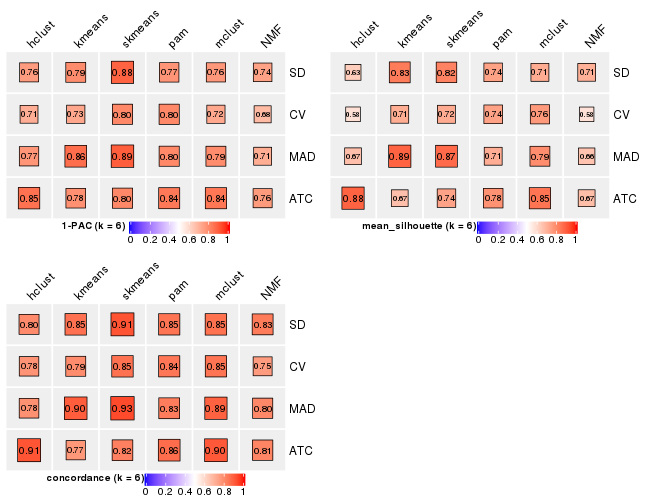 hclust kmeans skmeans pam mclust NMF
0.76 0.79 0.88 0.77 0.76 0.74 SD
0.71 0.73 0.80 0.80 0.72 0.68 CV
0.77 0.86 0.89 0.80 0.79 0.71 MAD
0.85 0.78 0.80 0.84 0.84 0.76 ATC
1-PAC (k = 6)
0 0.2 0.4 0.6 0.8 1
hclust kmeans skmeans pam mclust NMF
0.63 0.83 0.82 0.74 0.71 0.71 SD
0.58 0.71 0.72 0.74 0.76 0.58 CV
0.67 0.89 0.87 0.71 0.79 0.66 MAD
0.88 0.67 0.74 0.78 0.85 0.67 ATC
mean_silhouette (k = 6)
0 0.2 0.4 0.6 0.8 1
hclust kmeans skmeans pam mclust NMF
0.80 0.85 0.91 0.85 0.85 0.83 SD
0.78 0.79 0.85 0.84 0.85 0.75 CV
0.78 0.90 0.93 0.83 0.89 0.80 MAD
0.91 0.77 0.82 0.86 0.90 0.81 ATC
concordance (k = 6)
0 0.2 0.4 0.6 0.8 1